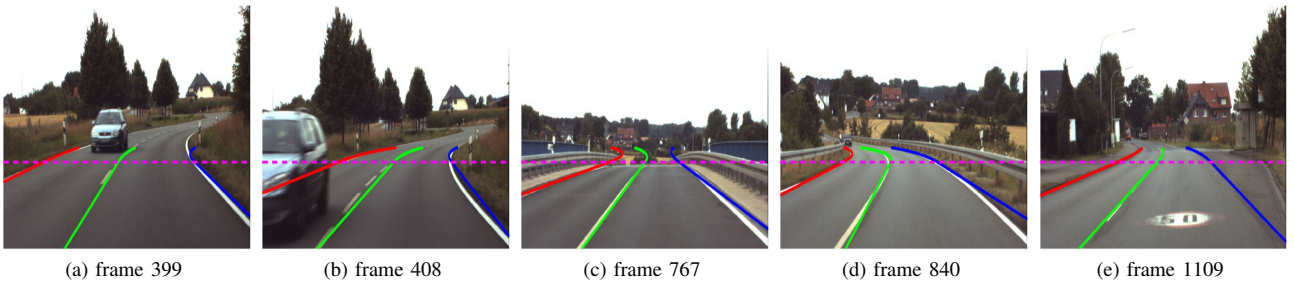 (a) frame 399
(b) frame 408
(c) frame 767
(d) frame 840
(e) frame 1109